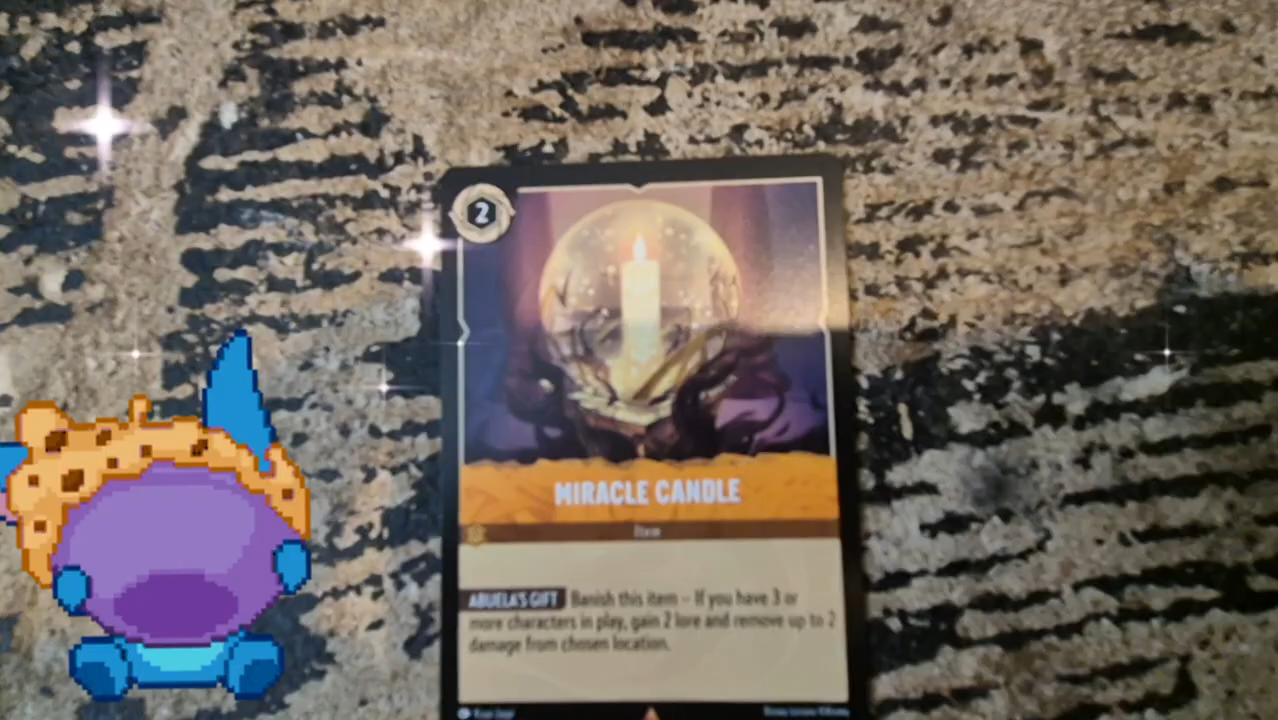 2
MIRACLE CANDLE
Item
ABUELA'S GIFT Banish this item – If you have 3 or
more characters in play, gain 2 lore and remove up to 2
damage from chosen location.